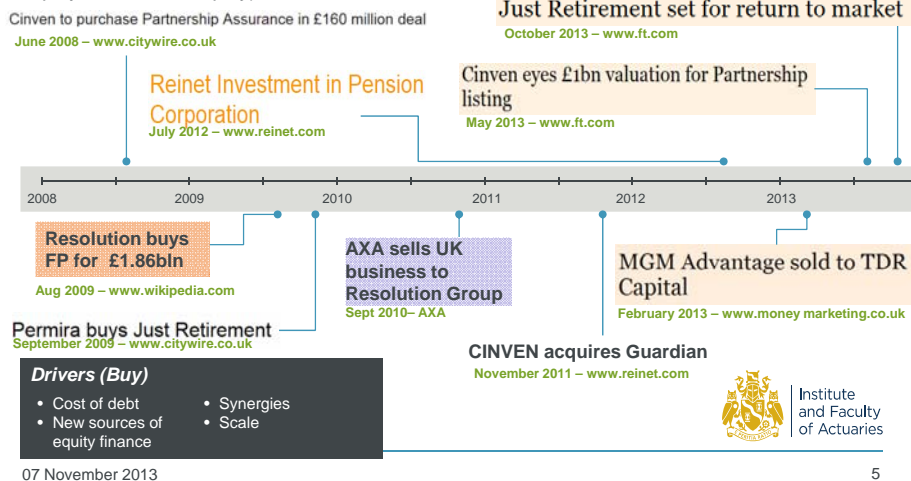 Cinven to purchase Partnership Assurance in £160 million deal
June 2008 – www.citywire.co.uk
Just Retirement set for return to market
October 2013 – www.ft.com
Reinet Investment in Pension
Corporation
July 2012 – www.reinet.com
Cinven eyes £1bn valuation for Partnership
listing
May 2013 – www.ft.com
2008 2009 2010 2011 2012 2013
Resolution buys
FP for £1.86bln
Aug 2009 – www.wikipedia.com
AXA sells UK
business to
Resolution Group
Sept 2010– AXA
MGM Advantage sold to TDR
Capital
February 2013 – www.money marketing.co.uk
Permira buys Just Retirement
September 2009 – www.citywire.co.uk
CINVEN acquires Guardian
November 2011 – www.reinet.com
Drivers (Buy)
• Cost of debt
• New sources of
equity finance
• Synergies
• Scale
Institute
and Faculty
of Actuaries
07 November 2013
5